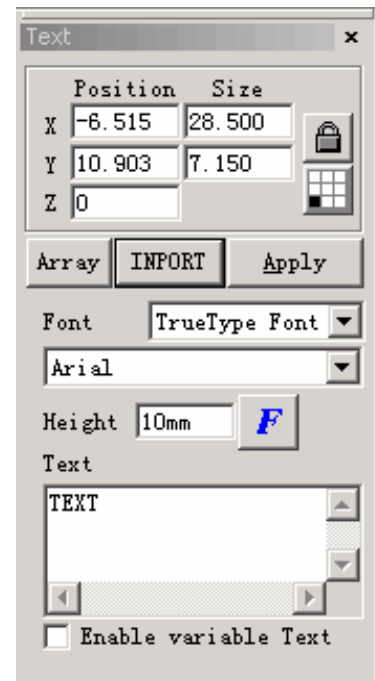 Text
Position Size
X -6.515 28.500
Y 10.903 7.150
Z 0
Array INPORT Apply
Font TrueType Font
Arial
Height 10mm F
Text
TEXT
Enable variable Text